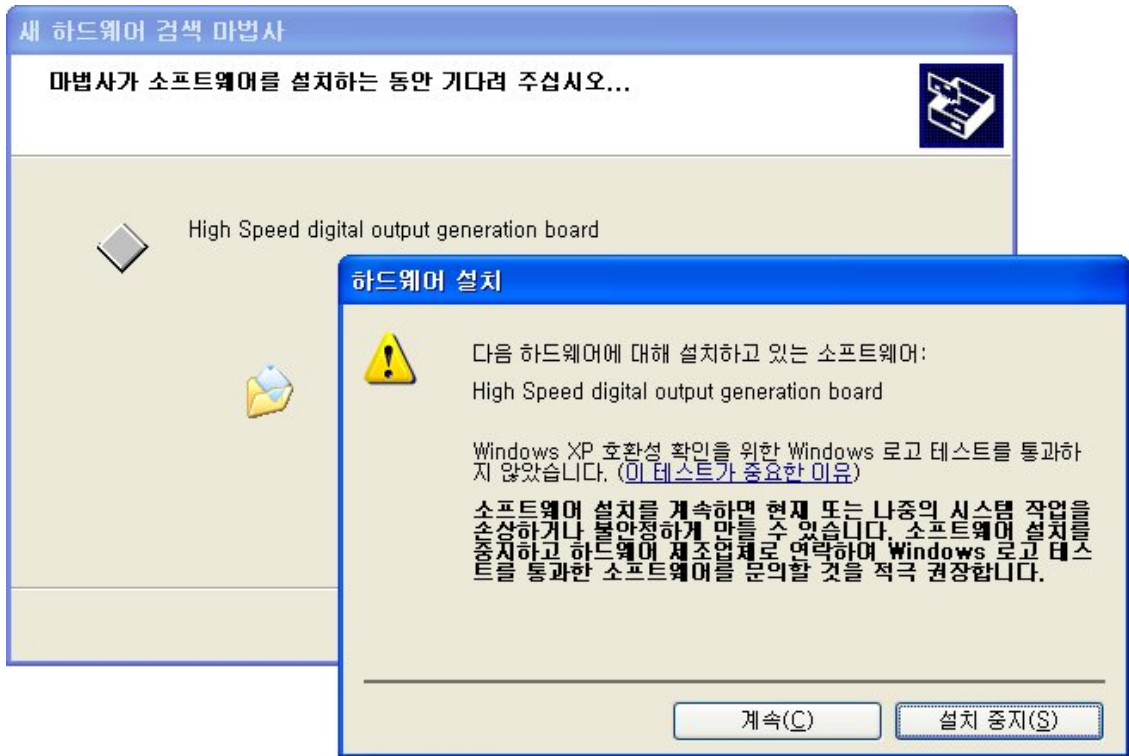 새 하드웨어 검색 마법사
마법사가 소프트웨어를 설치하는 동안 기다려 주십시오...
High Speed digital output generation board
하드웨어 설치
다음 하드웨어에 대해 설치하고 있는 소프트웨어:
High Speed digital output generation board
Windows XP 호환성 확인을 위한 Windows 로고 테스트를 통과하
지 않았습니다. (이 테스트가 중요한 이유)
소프트웨어 설치를 계속하면 현재 또는 나중의 시스템 작업을
손상하거나 불안정하게 만들 수 있습니다. 소프트웨어 설치를
중지하고 하드웨어 제조업체로 연락하여 Windows 로고 테스
트를 통과한 소프트웨어를 문의할 것을 적극 권장합니다.
계속(C)
설치 중지(S)